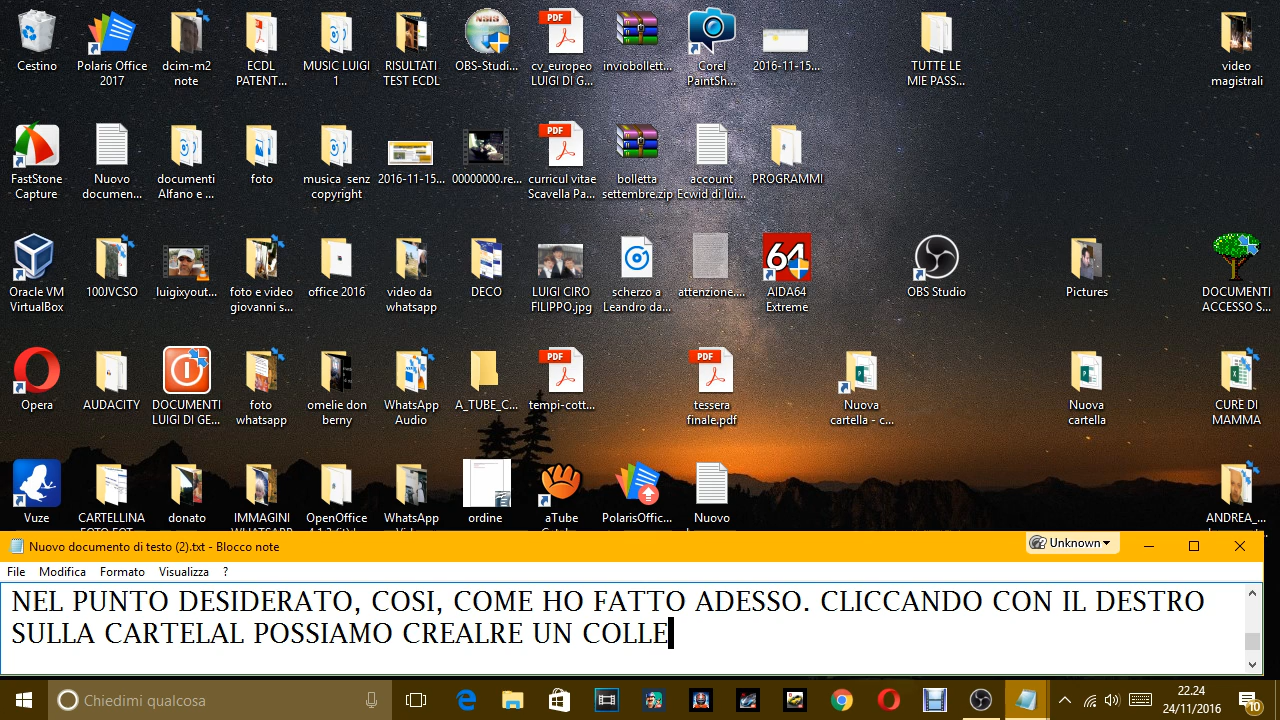 Cestino
Polaris Office 2017
dcim-m2 note
ECDL PATENT...
MUSIC LUIGI 1
RISULTATI TEST ECDL
NSIS
OBS-Studi...
PDF
cv_europeo LUIGI DI G...
inviobollett...
Corel PaintSh...
2016-11-15...
TUTTE LE MIE PASS...
video magistrali
FastStone Capture
Nuovo documen...
documenti Alfano e ...
foto
musica senz copyright
2016-11-15...
00000000.re...
PDF
curricul vitae Scavella Pa...
bolletta settembre.zip
account Ecwid di lui...
PROGRAMMI
Oracle VM VirtualBox
100JVCSO
luigixyout...
foto e video giovanni s...
office 2016
video da whatsapp
DECO
LUIGI CIRO FILIPPO.jpg
scherzo a Leandro da...
attenzione....
64
AIDA64 Extreme
OBS Studio
Pictures
DOCUMENTI ACCESSO S...
Opera
AUDACITY
DOCUMENTI LUIGI DI GE...
foto whatsapp
omelie don berny
WhatsApp Audio
A_TUBE_C...
PDF
tempi-cott...
PDF
tessera finale.pdf
Nuova cartella - c...
Nuova cartella
CURE DI MAMMA
Vuze
CARTELLINA
donato
IMMAGINI
OpenOffice
WhatsApp
ordine
aTube
PolarisOffic...
Nuovo
ANDREA_...
Nuovo documento di testo (2).txt - Blocco note
Unknown
File Modifica Formato Visualizza ?
NEL PUNTO DESIDERATO, COSI, COME HO FATTO ADESSO. CLICCANDO CON IL DESTRO
SULLA CARTELAL POSSIAMO CREALRE UN COLLE
Chiedimi qualcosa
22.24
24/11/2016
10